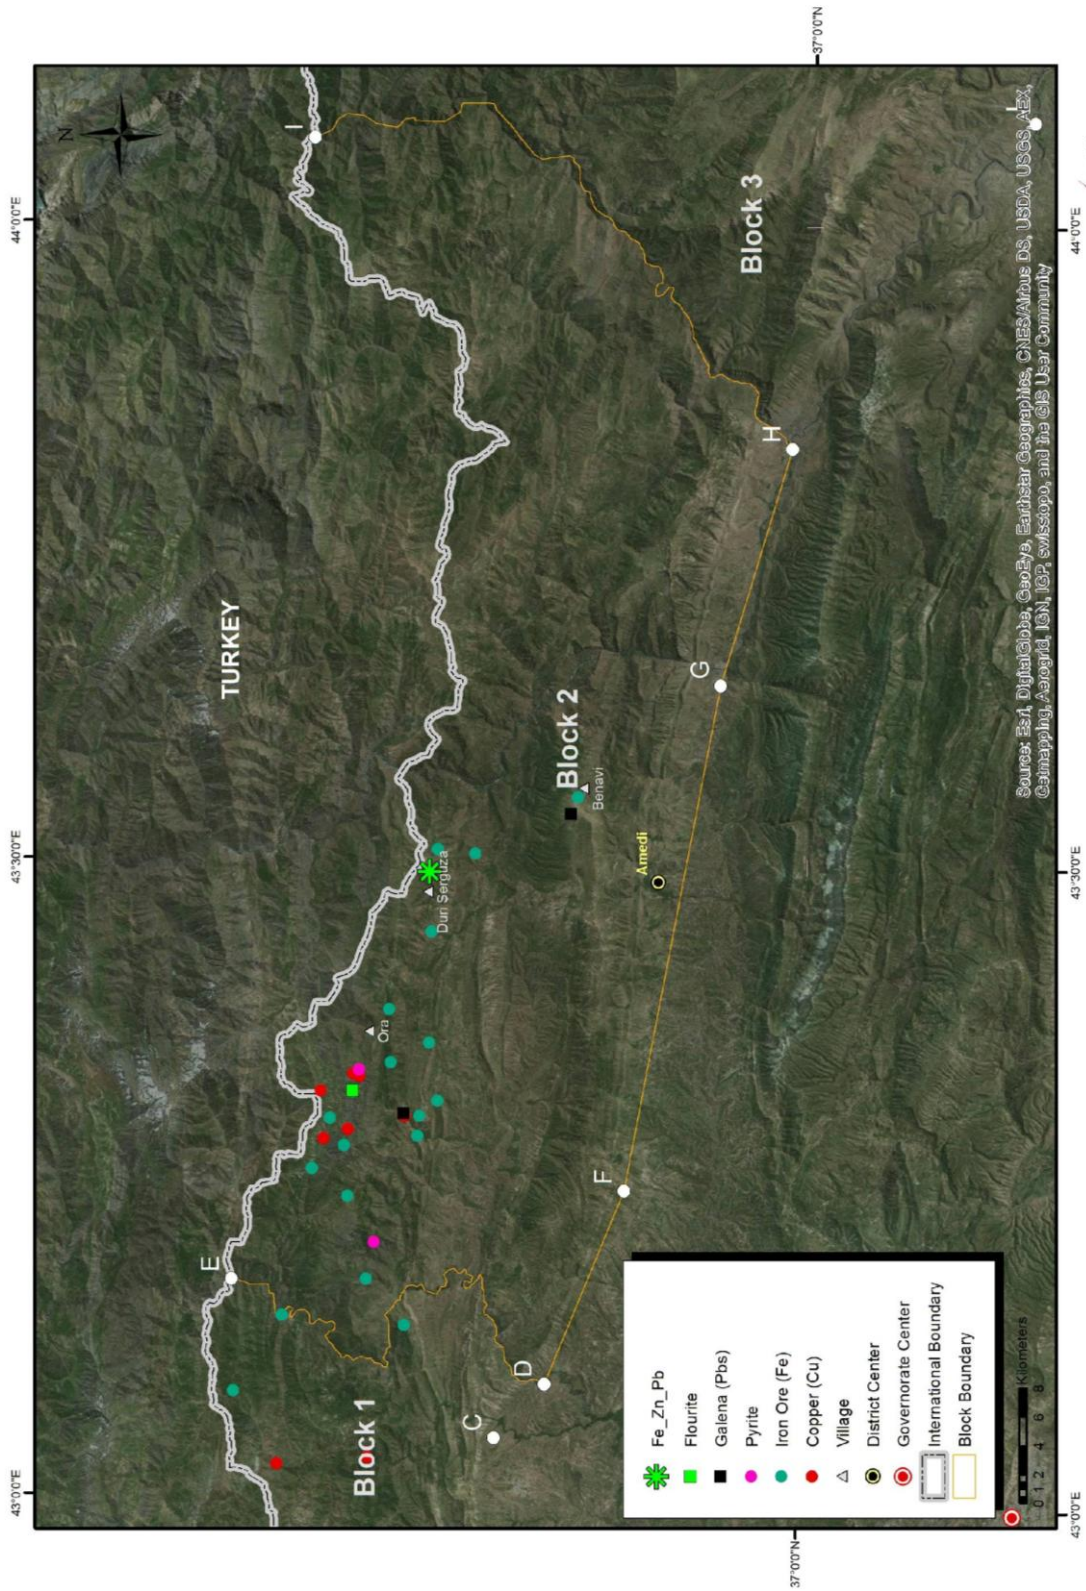 N
43°0'0"E
43°30'0"E
44°0'0"E
TURKEY
E
I
Block 1
Ora
Duri Serguza
Block 2
Benavi
Amedi
Block 3
C
D
F
G
H
37°0'0"N
37°0'0"N
Fe_Zn_Pb
Flourite
Galena (Pbs)
Pyrite
Iron Ore (Fe)
Copper (Cu)
Village
District Center
Governorate Center
International Boundary
Block Boundary
0 1 2 4 6 8
Kilometers
Source: Esri, DigitalGlobe, GeoEye, Earthstar Geographics, CNES/Airbus DS, USDA, USGS, AEX,
Getmapping, Aerogrid, IGN, IGP, swisstopo, and the GIS User Community
43°0'0"E
43°30'0"E
44°0'0"E